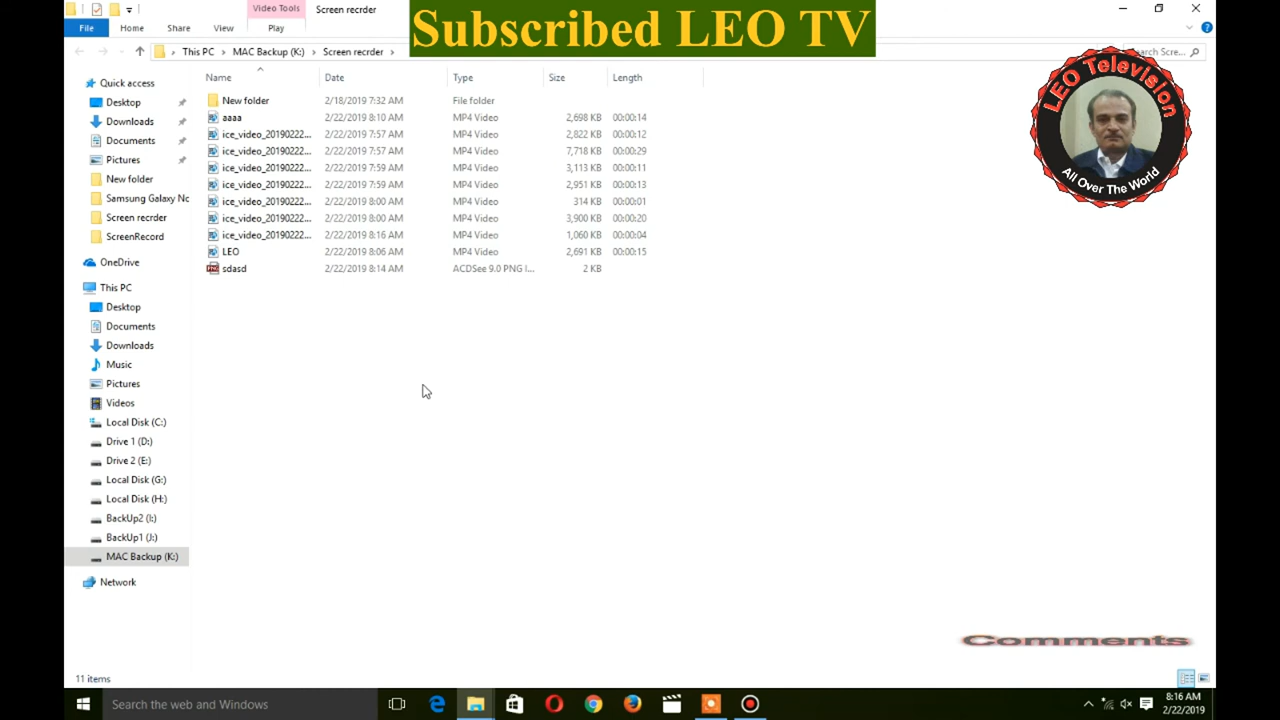 Video Tools
Screen recrder
Subscribed LEO TV
File
Home
Share
View
Play
This PC
MAC Backup (K:)
Screen recrder
Search Scre...
LEO Television
All Over The World
Name
Date
Type
Size
Length
New folder
2/18/2019 7:32 AM
File folder
aaaa
2/22/2019 8:10 AM
MP4 Video
2,698 KB
00:00:14
ice_video_20190222...
2/22/2019 7:57 AM
MP4 Video
2,822 KB
00:00:12
ice_video_20190222...
2/22/2019 7:57 AM
MP4 Video
7,718 KB
00:00:29
ice_video_20190222...
2/22/2019 7:59 AM
MP4 Video
3,113 KB
00:00:11
ice_video_20190222...
2/22/2019 7:59 AM
MP4 Video
2,951 KB
00:00:13
ice_video_20190222...
2/22/2019 8:00 AM
MP4 Video
314 KB
00:00:01
ice_video_20190222...
2/22/2019 8:00 AM
MP4 Video
3,900 KB
00:00:20
ice_video_20190222...
2/22/2019 8:16 AM
MP4 Video
1,060 KB
00:00:04
LEO
2/22/2019 8:06 AM
MP4 Video
2,691 KB
00:00:15
sdasd
2/22/2019 8:14 AM
ACDSee 9.0 PNG I...
2 KB
Quick access
Desktop
Downloads
Documents
Pictures
New folder
Samsung Galaxy No
Screen recrder
ScreenRecord
OneDrive
This PC
Desktop
Documents
Downloads
Music
Pictures
Videos
Local Disk (C:)
Drive 1 (D:)
Drive 2 (E:)
Local Disk (G:)
Local Disk (H:)
BackUp2 (I:)
BackUp1 (J:)
MAC Backup (K:)
Network
Comments
11 items
Search the web and Windows
8:16 AM
2/22/2019